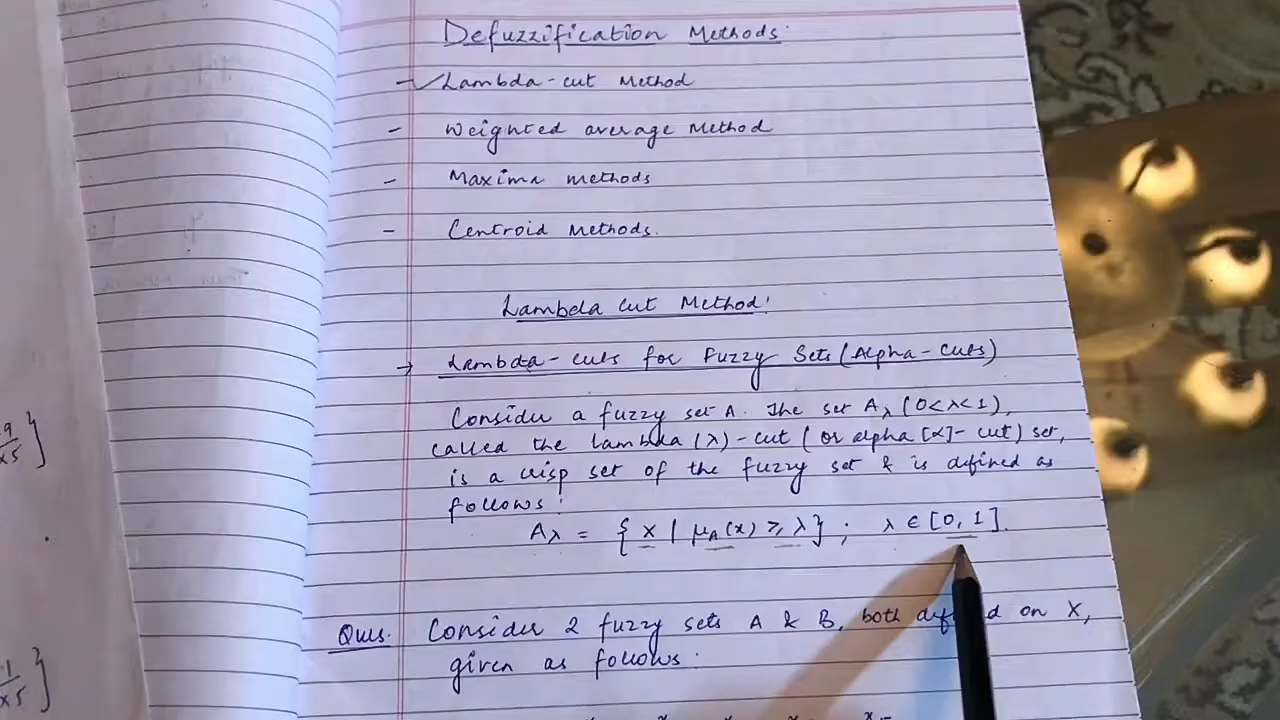 Defuzzification Methods:
- ✓Lambda-cut Method
- Weighted average Method
- Maxima methods
- Centroid Methods.
Lambda cut Method:
→ Lambda-cuts for Fuzzy Sets (Alpha-Cuts)
Consider a fuzzy set A. The set Aλ (0<λ<1),
called the lambda (λ)-cut (or alpha [α]-cut) set,
is a crisp set of the fuzzy set & is defined as
follows:
Aλ = { x | μA(x) ≥ λ} ; λ ∈ [0, 1].
Ques. Consider 2 fuzzy sets A & B, both on X,
given as follows: